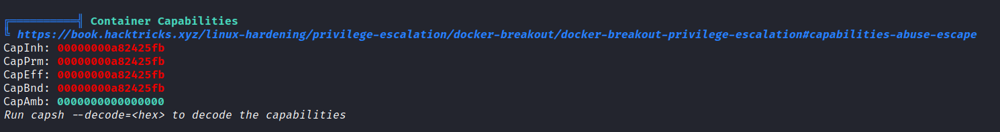 Container Capabilities
https://book.hacktricks.xyz/linux-hardening/privilege-escalation/docker-breakout/docker-breakout-privilege-escalation#capabilities-abuse-escape
CapInh: 00000000a82425fb
CapPrm: 00000000a82425fb
CapEff: 00000000a82425fb
CapBnd: 00000000a82425fb
CapAmb: 0000000000000000
Run capsh --decode=<hex> to decode the capabilities